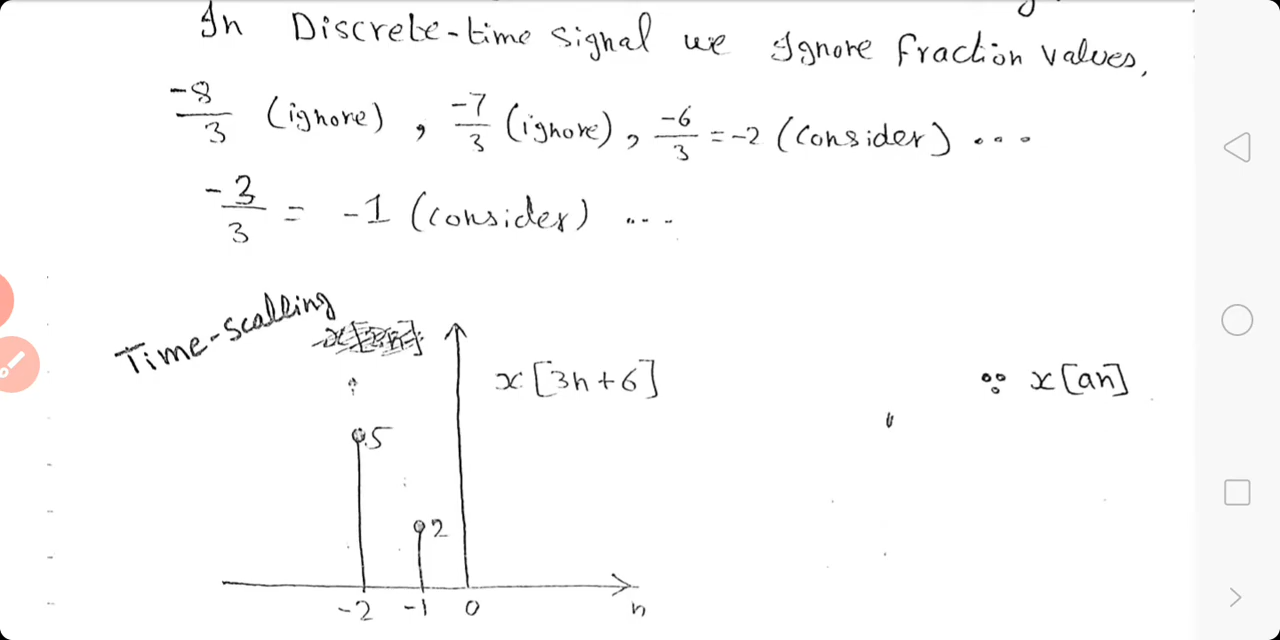 In Discrete-time signal we Ignore fraction values,
-8/3 (ignore), -7/3 (ignore), -6/3 = -2 (Consider) ...
-3/3 = -1 (Consider) ...
Time-scalling
x[3n+6] ∵ x[an]
.5
2
-2 -1 0 n